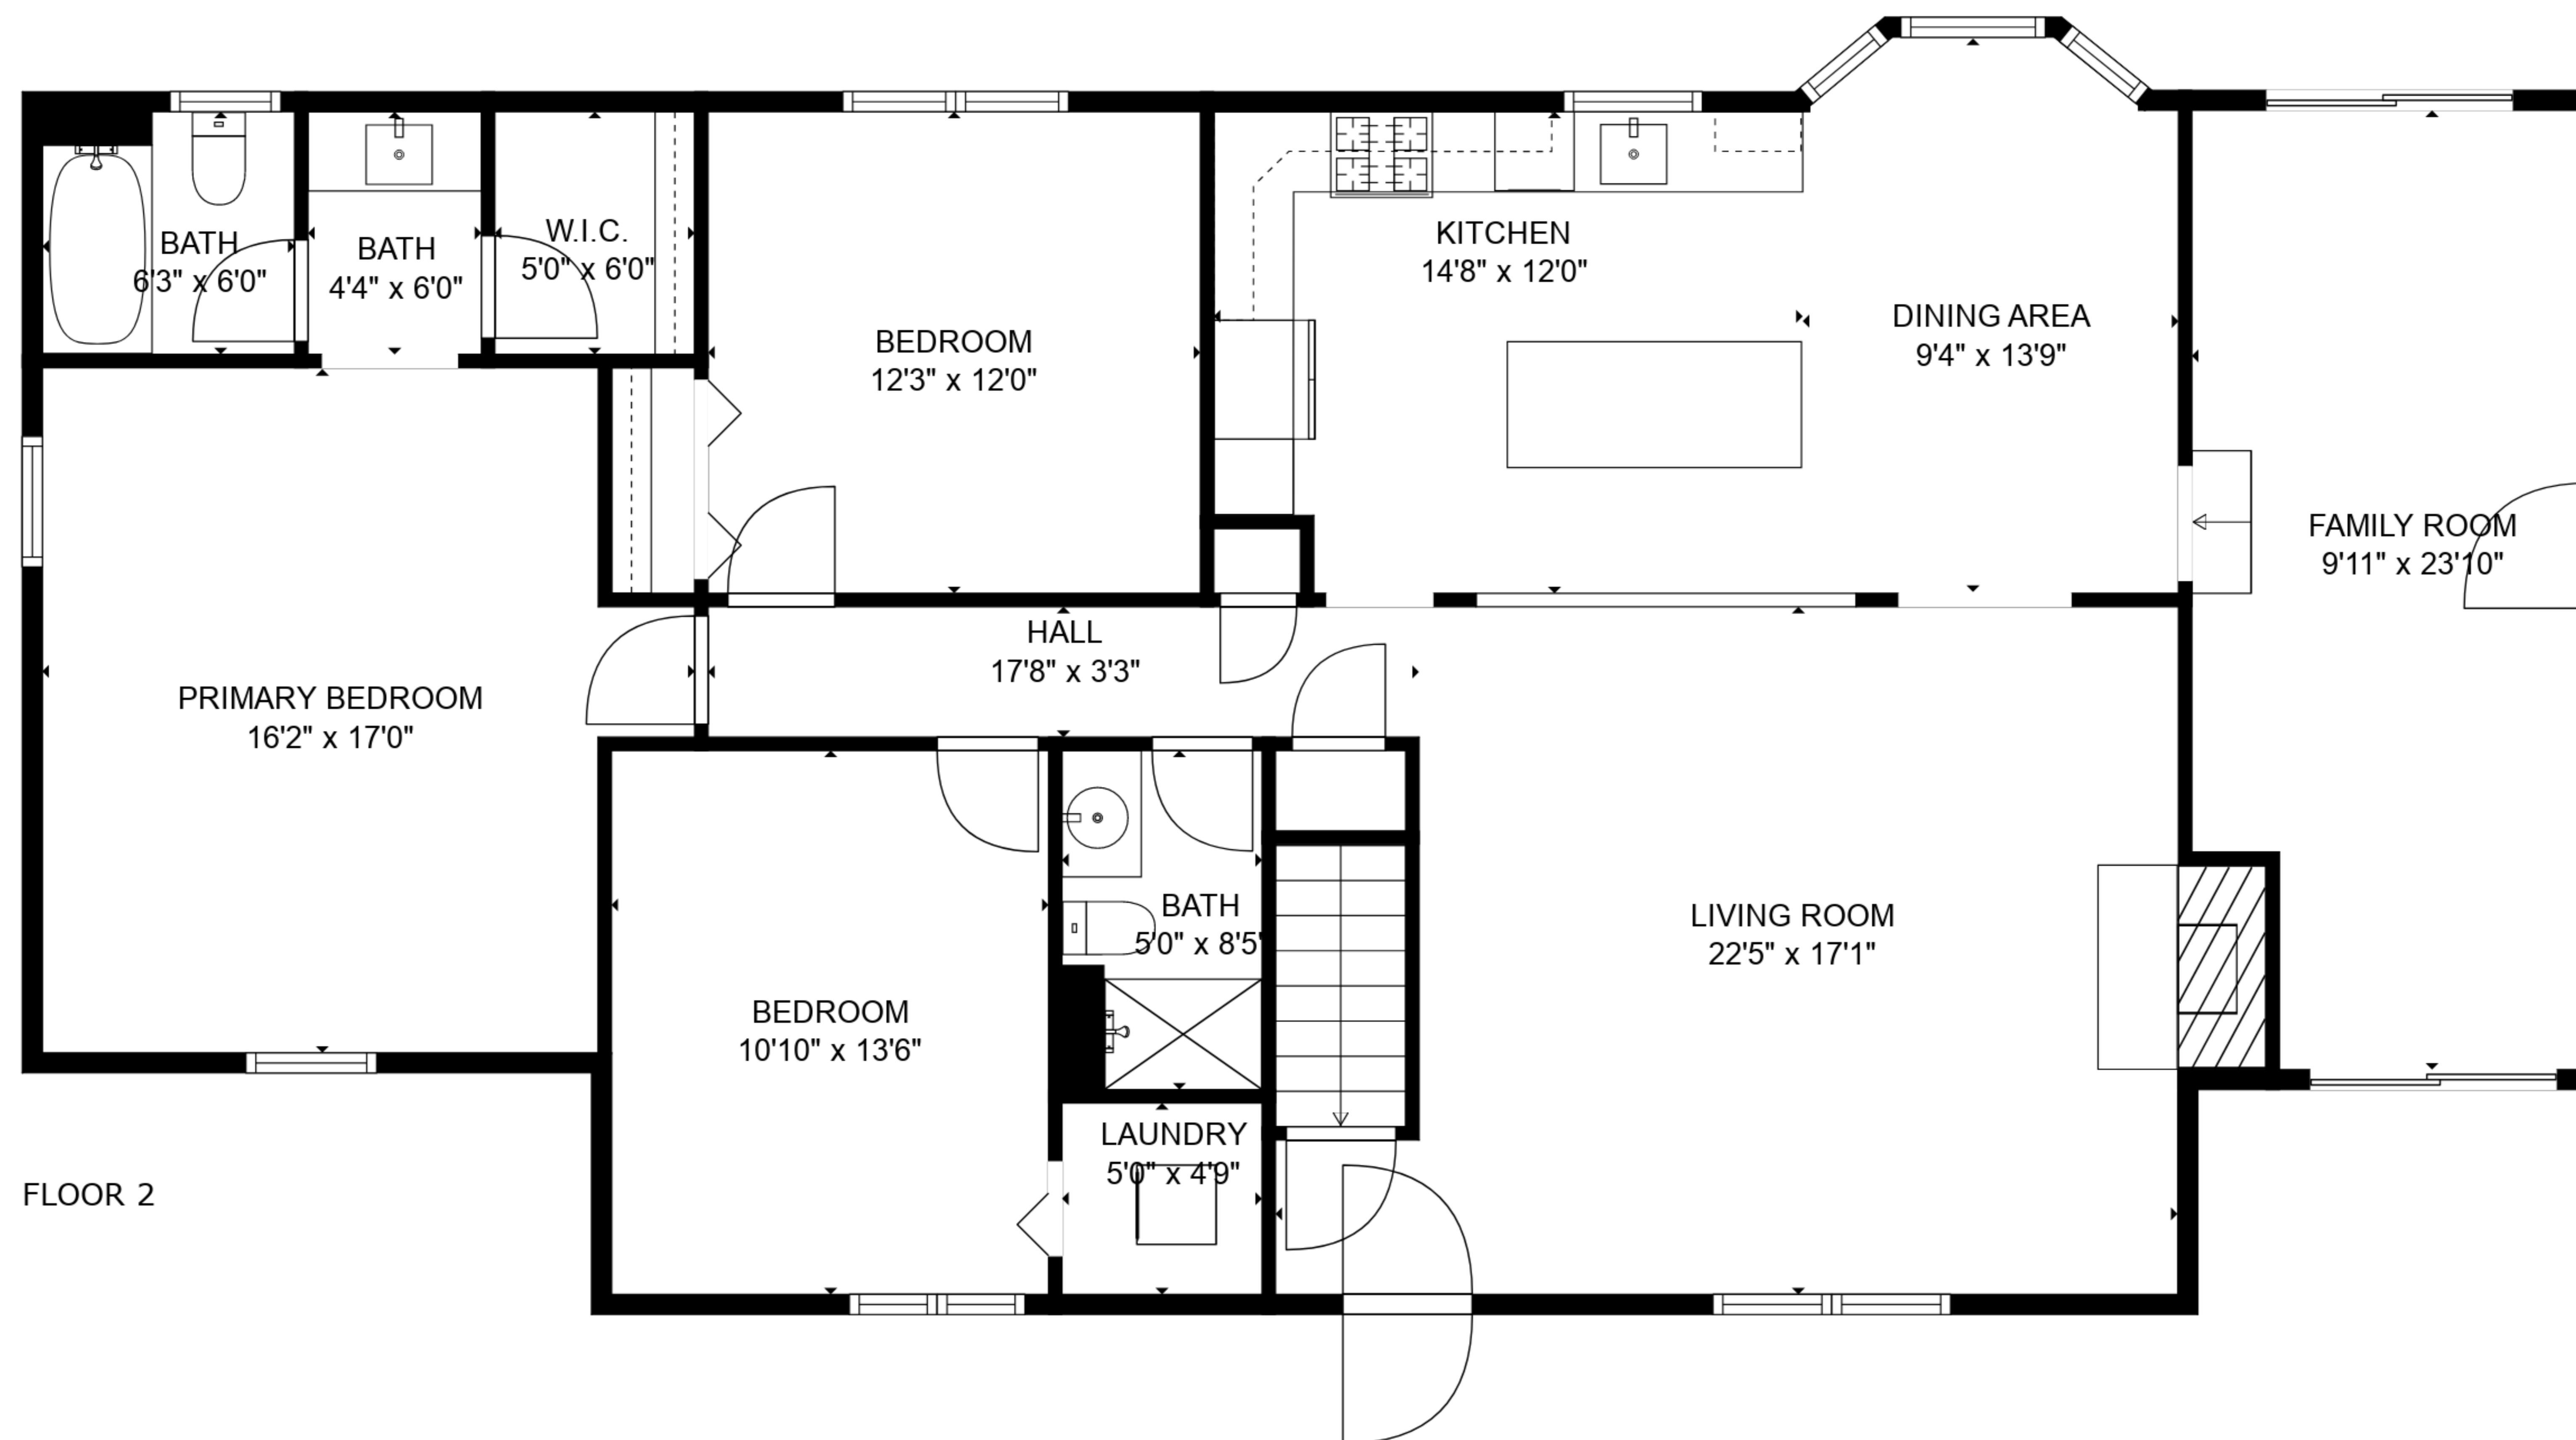 BATH
6'3" x 6'0"
BATH
4'4" x 6'0"
W.I.C.
5'0" x 6'0"
BEDROOM
12'3" x 12'0"
KITCHEN
14'8" x 12'0"
DINING AREA
9'4" x 13'9"
FAMILY ROOM
9'11" x 23'10"
PRIMARY BEDROOM
16'2" x 17'0"
HALL
17'8" x 3'3"
BEDROOM
10'10" x 13'6"
BATH
5'0" x 8'5"
LIVING ROOM
22'5" x 17'1"
LAUNDRY
5'0" x 4'9"
FLOOR 2